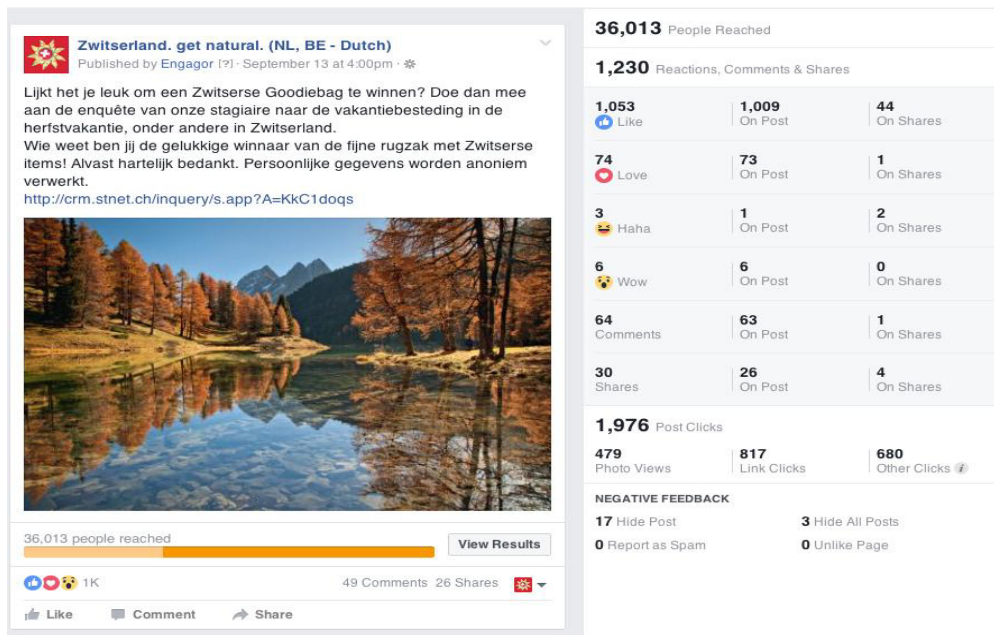 Zwitserland. get natural. (NL, BE - Dutch)
Published by Engagor [?] · September 13 at 4:00pm ·
Lijkt het je leuk om een Zwitserse Goodiebag te winnen? Doe dan mee
aan de enquête van onze stagiaire naar de vakantiebesteding in de
herfstvakantie, onder andere in Zwitserland.
Wie weet ben jij de gelukkige winnaar van de fijne rugzak met Zwitserse
items! Alvast hartelijk bedankt. Persoonlijke gegevens worden anoniem
verwerkt.
http://crm.stnet.ch/inquery/s.app?A=KkC1doqs
36,013 people reached
View Results
1K 49 Comments 26 Shares
Like Comment Share
36,013 People Reached
1,230 Reactions, Comments & Shares
1,053 1,009 44
Like On Post On Shares
74 73 1
Love On Post On Shares
3 1 2
Haha On Post On Shares
6 6 0
Wow On Post On Shares
64 63 1
Comments On Post On Shares
30 26 4
Shares On Post On Shares
1,976 Post Clicks
479 817 680
Photo Views Link Clicks Other Clicks i
NEGATIVE FEEDBACK
17 Hide Post 3 Hide All Posts
0 Report as Spam 0 Unlike Page